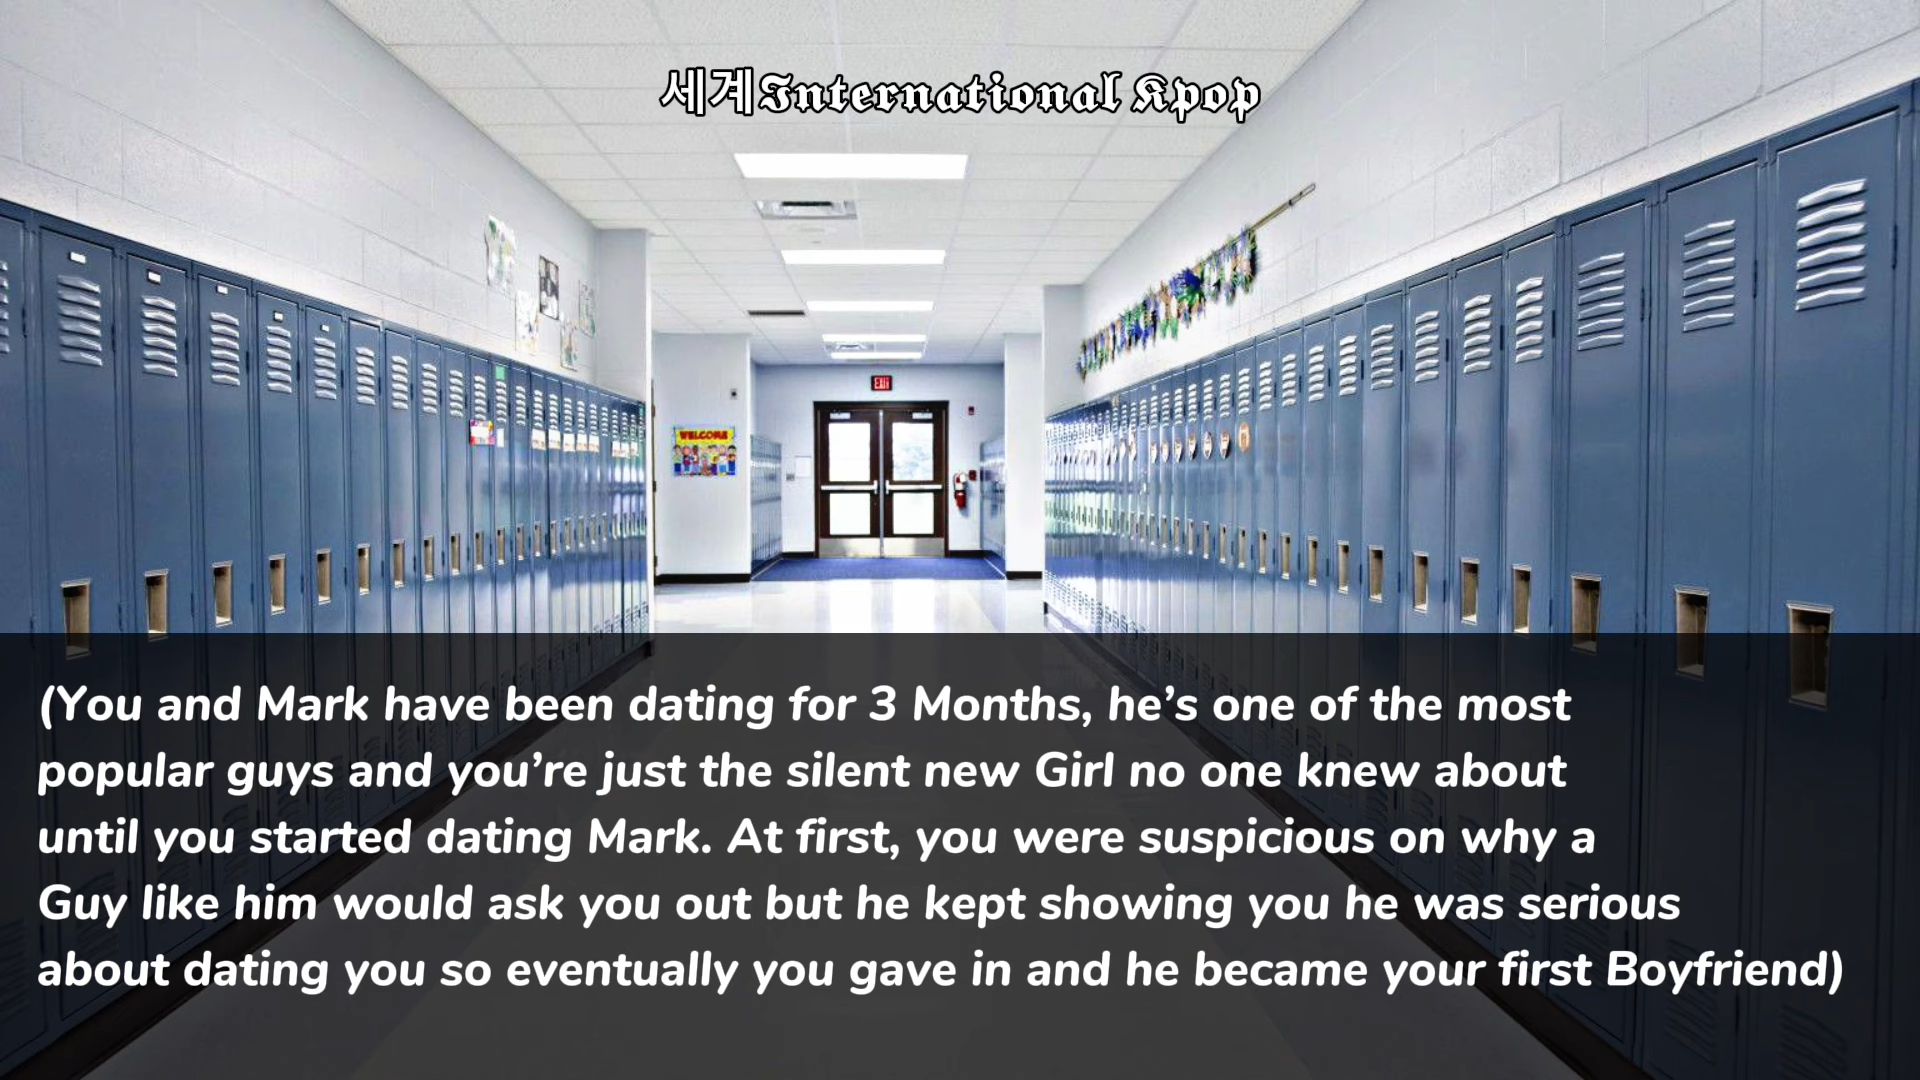 세계International Kpop
EXIT
WELCOME
(You and Mark have been dating for 3 Months, he’s one of the most
popular guys and you’re just the silent new Girl no one knew about
until you started dating Mark. At first, you were suspicious on why a
Guy like him would ask you out but he kept showing you he was serious
about dating you so eventually you gave in and he became your first Boyfriend)